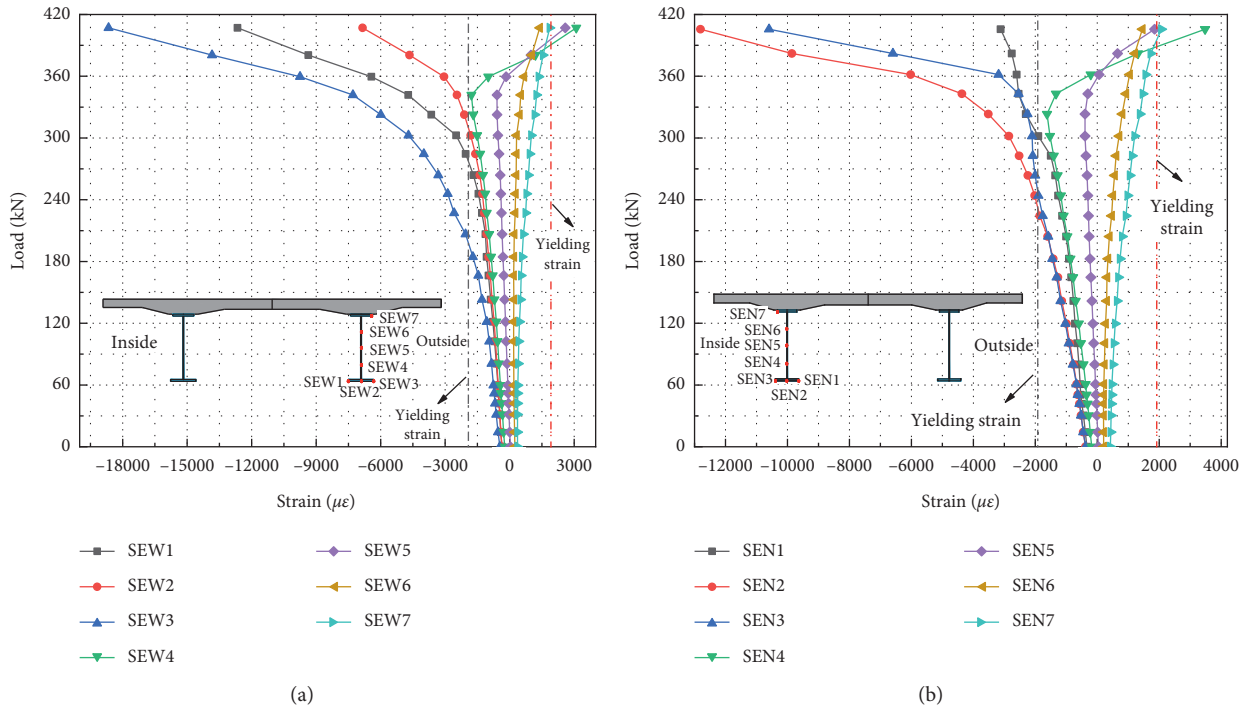 420
360
300
240
180
120
60
0
Load (kN)
Inside
SEW7
SEW6
SEW5
SEW4
SEW1
SEW3
SEW2
Outside
Yielding
strain
Yielding
strain
−18000 −15000 −12000 −9000 −6000 −3000 0 3000
Strain (με)
SEW1
SEW2
SEW3
SEW4
SEW5
SEW6
SEW7
(a)
420
360
300
240
180
120
60
0
Load (kN)
SEN7
SEN6
Inside
SEN5
SEN4
SEN3
SEN1
SEN2
Outside
Yielding strain
Yielding
strain
−12000 −10000 −8000 −6000 −4000 −2000 0 2000 4000
Strain (με)
SEN1
SEN2
SEN3
SEN4
SEN5
SEN6
SEN7
(b)